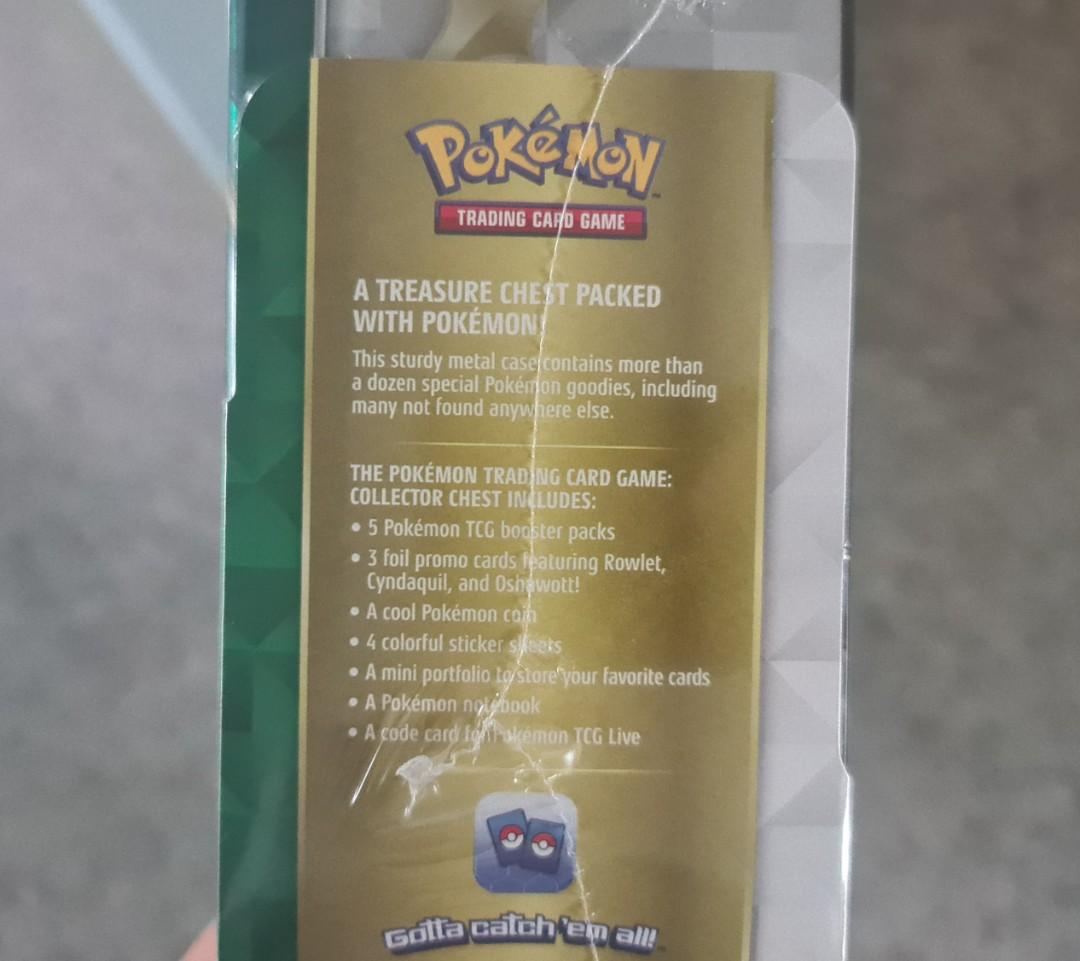 POKÉMON
TRADING CARD GAME
A TREASURE CHEST PACKED
WITH POKÉMON!
This sturdy metal case contains more than
a dozen special Pokémon goodies, including
many not found anywhere else.
THE POKÉMON TRADING CARD GAME:
COLLECTOR CHEST INCLUDES:
• 5 Pokémon TCG booster packs
• 3 foil promo cards featuring Rowlet,
Cyndaquil, and Oshawott!
• A cool Pokémon coin
• 4 colorful sticker sheets
• A mini portfolio to store your favorite cards
• A Pokémon notebook
• A code card for Pokémon TCG Live
Gotta catch 'em all!